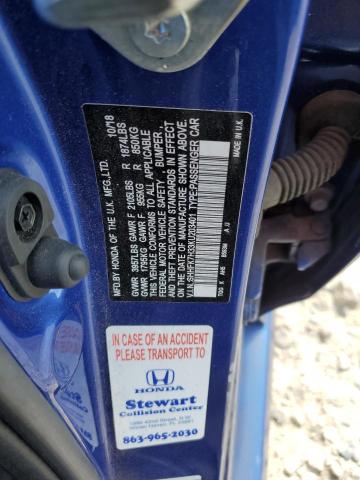 MFD. BY HONDA OF THE U.K. MFG.,LTD. 10/18
GVWR 3957LBS GAWR F 2105LBS R 1874LBS
GVWR 1795KG GAWR F 955KG R 850KG
THIS VEHICLE CONFORMS TO ALL APPLICABLE
FEDERAL MOTOR VEHICLE SAFETY, BUMPER,
AND THEFT PREVENTION STANDARDS IN EFFECT
ON THE DATE OF MANUFACTURE SHOWN ABOVE.
V.I.N. TYPE:PASSENGER CAR
MADE IN U.K.
IN CASE OF AN ACCIDENT
PLEASE TRANSPORT TO
HONDA
Stewart
Collision Center
863-965-2030